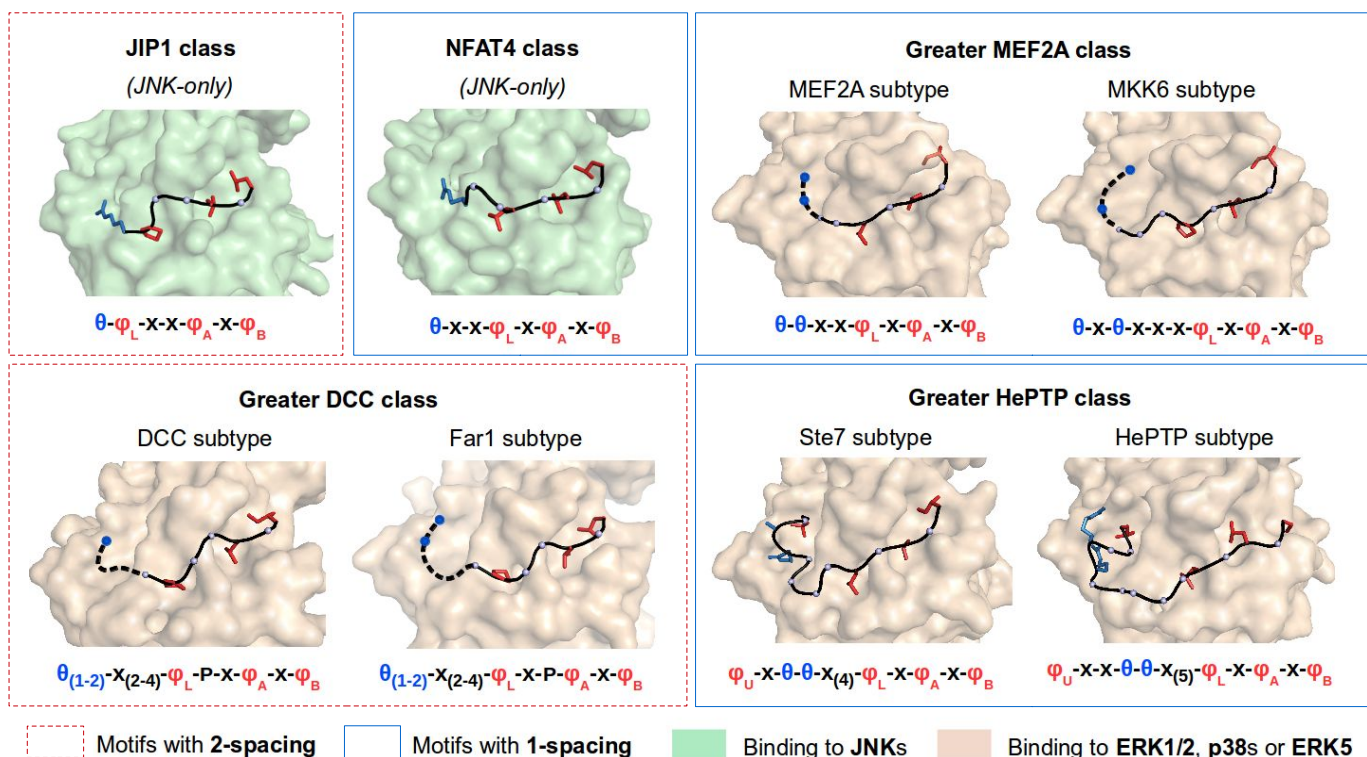 JIP1 class
(JNK-only)
θ-φL-x-x-φA-x-φB
NFAT4 class
(JNK-only)
θ-x-x-φL-x-φA-x-φB
Greater MEF2A class
MEF2A subtype
MKK6 subtype
θ-θ-x-x-φL-x-φA-x-φB
θ-x-θ-x-x-x-φL-x-φA-x-φB
Greater DCC class
DCC subtype
Far1 subtype
θ(1-2)-x(2-4)-φL-P-x-φA-x-φB
θ(1-2)-x(2-4)-φL-x-P-φA-x-φB
Greater HePTP class
Ste7 subtype
HePTP subtype
φU-x-θ-θ-x(4)-φL-x-φA-x-φB
φU-x-x-θ-θ-x(5)-φL-x-φA-x-φB
Motifs with 2-spacing
Motifs with 1-spacing
Binding to JNKs
Binding to ERK1/2, p38s or ERK5